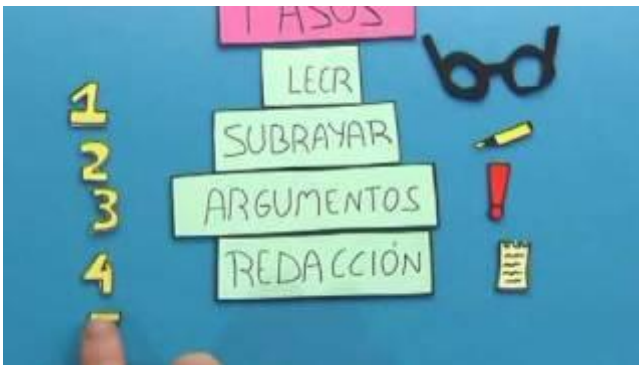 PASOS
1 LEER
2 SUBRAYAR
3 ARGUMENTOS
4 REDACCIÓN